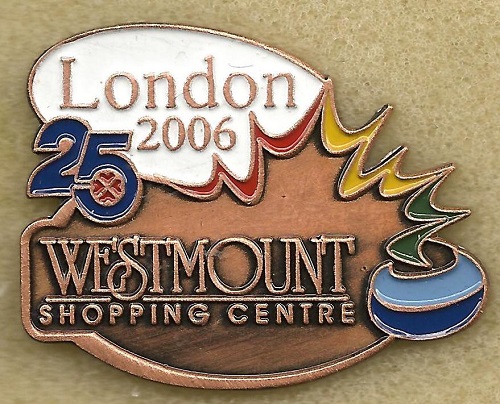 London
2006
25
WESTMOUNT
SHOPPING CENTRE